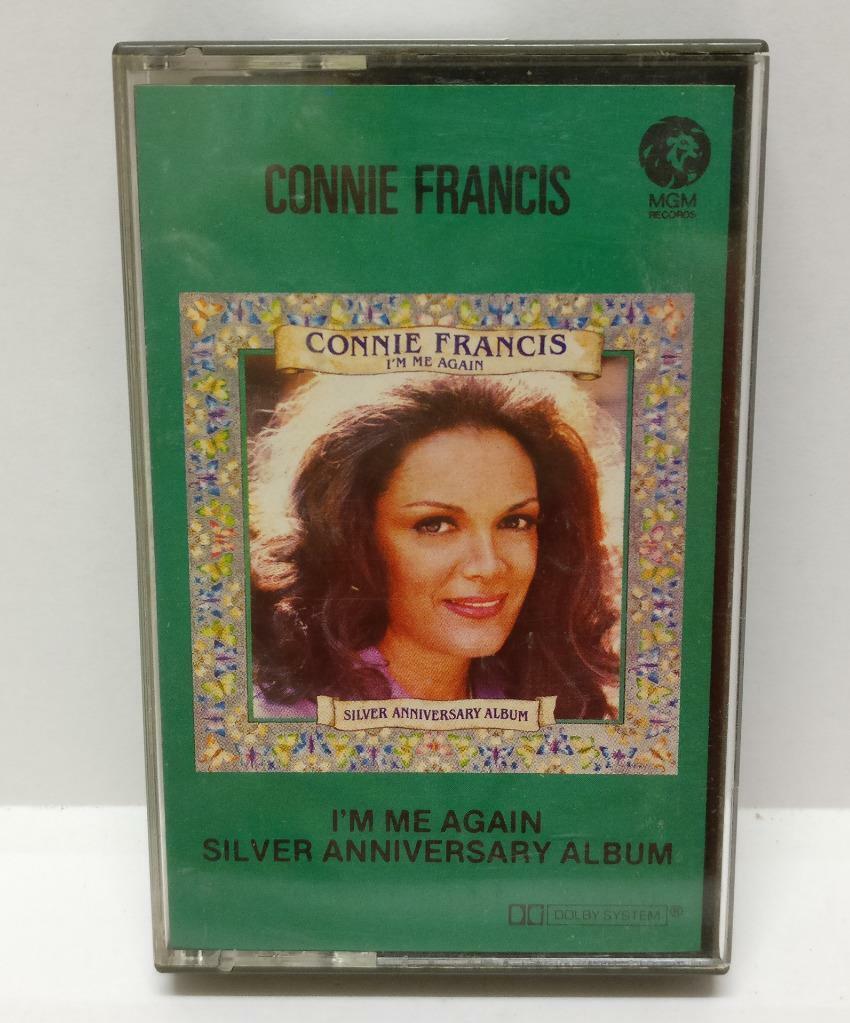 CONNIE FRANCIS
MGM
RECORDS
CONNIE FRANCIS
I'M ME AGAIN
SILVER ANNIVERSARY ALBUM
I'M ME AGAIN
SILVER ANNIVERSARY ALBUM
DOLBY SYSTEM ®